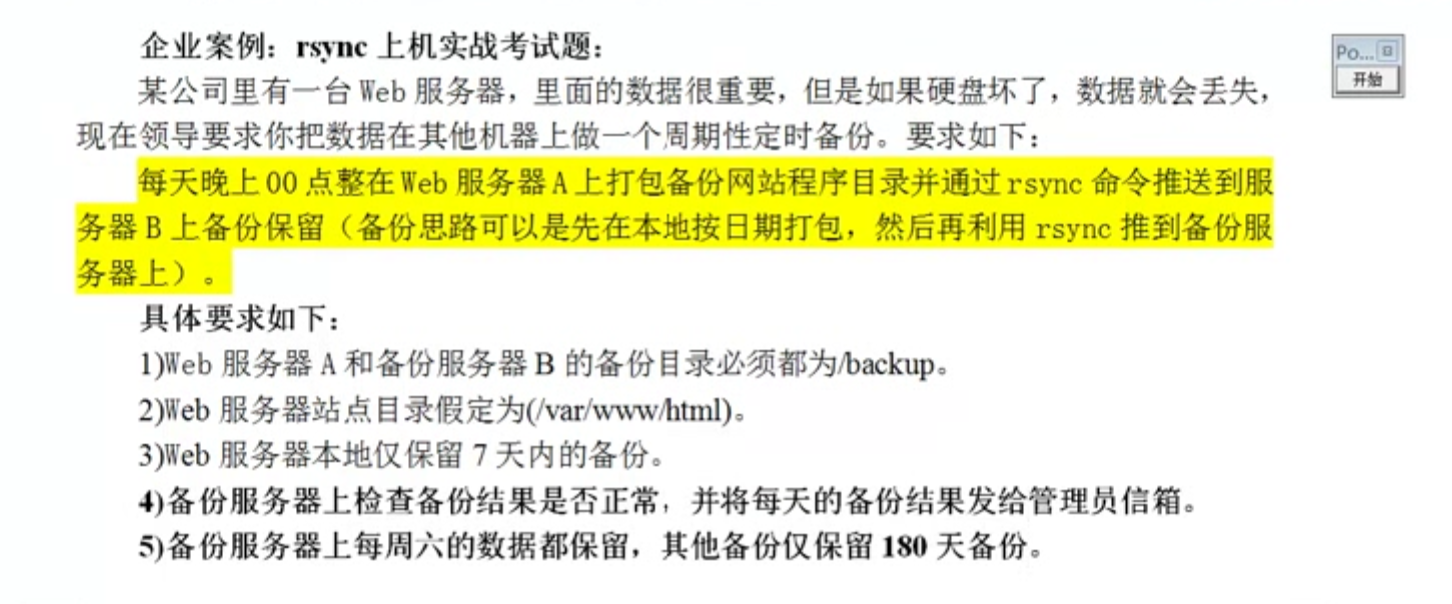 企业案例：rsync 上机实战考试题：
某公司里有一台 Web 服务器，里面的数据很重要，但是如果硬盘坏了，数据就会丢失，
现在领导要求你把数据在其他机器上做一个周期性定时备份。要求如下：
每天晚上 00 点整在 Web 服务器 A 上打包备份网站程序目录并通过 rsync 命令推送到服
务器 B 上备份保留（备份思路可以是先在本地按日期打包，然后再利用 rsync 推到备份服
务器上）。
具体要求如下：
1)Web 服务器 A 和备份服务器 B 的备份目录必须都为/backup。
2)Web 服务器站点目录假定为(/var/www/html)。
3)Web 服务器本地仅保留 7 天内的备份。
4)备份服务器上检查备份结果是否正常，并将每天的备份结果发给管理员信箱。
5)备份服务器上每周六的数据都保留，其他备份仅保留 180 天备份。
Po...
开始